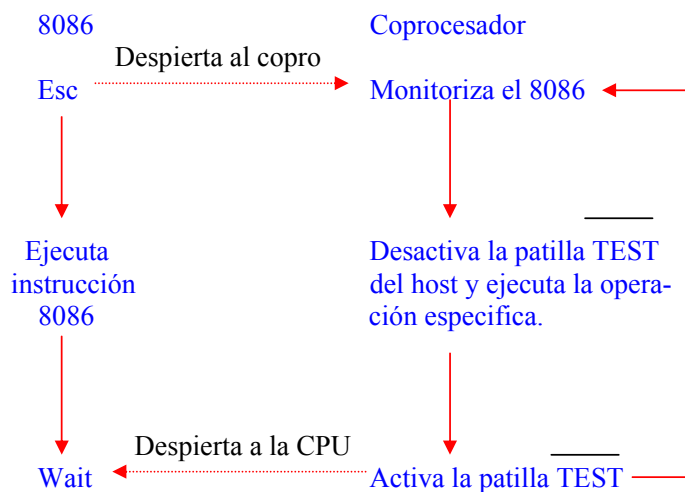 8086
Coprocesador
Despierta al copro
Esc
Monitoriza el 8086
Ejecuta
instrucción
8086
Desactiva la patilla TEST
del host y ejecuta la opera-
ción especifica.
Despierta a la CPU
Wait
Activa la patilla TEST